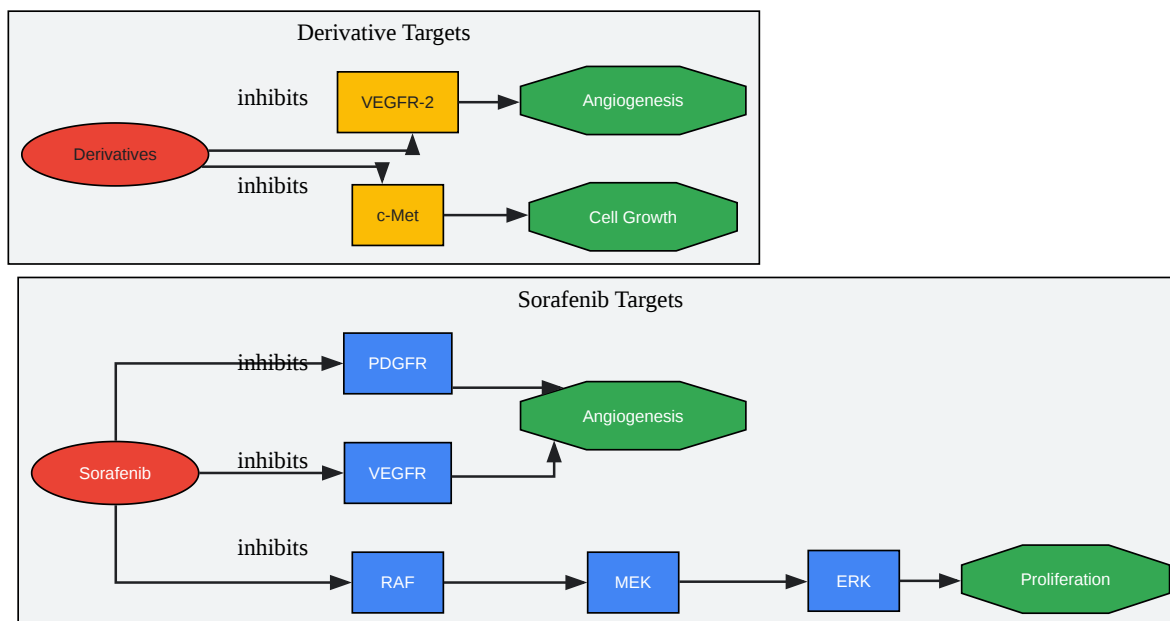 Derivative Targets
inhibits
VEGFR-2
Angiogenesis
Derivatives
inhibits
c-Met
Cell Growth
Sorafenib Targets
inhibits
PDGFR
Angiogenesis
Sorafenib
inhibits
VEGFR
inhibits
RAF
MEK
ERK
Proliferation